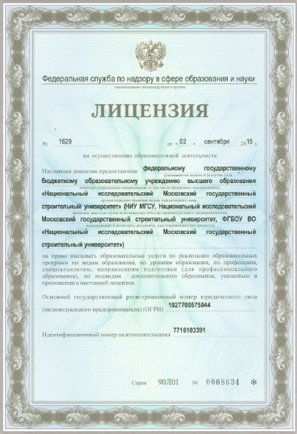 Федеральная служба по надзору в сфере образования и науки
наименование лицензирующего органа
ЛИЦЕНЗИЯ
№ 1629 от « 02 » сентября 2015 г.
на осуществление образовательной деятельности
Настоящая лицензия предоставлена федеральному государственному
бюджетному образовательному учреждению высшего образования
«Национальный исследовательский Московский государственный
строительный университет» (НИУ МГСУ, Национальный исследовательский
Московский государственный строительный университет, ФГБОУ ВО
«Национальный исследовательский Московский государственный
строительный университет»)
на право оказывать образовательные услуги по реализации образовательных
программ по видам образования, по уровням образования, по профессиям,
специальностям, направлениям подготовки (для профессионального
образования), по подвидам дополнительного образования, указанным в
приложении к настоящей лицензии.
Основной государственный регистрационный номер юридического лица
(индивидуального предпринимателя) (ОГРН) 1027700575044
Идентификационный номер налогоплательщика 7716103391
Серия 90Л01 № 0008634 *